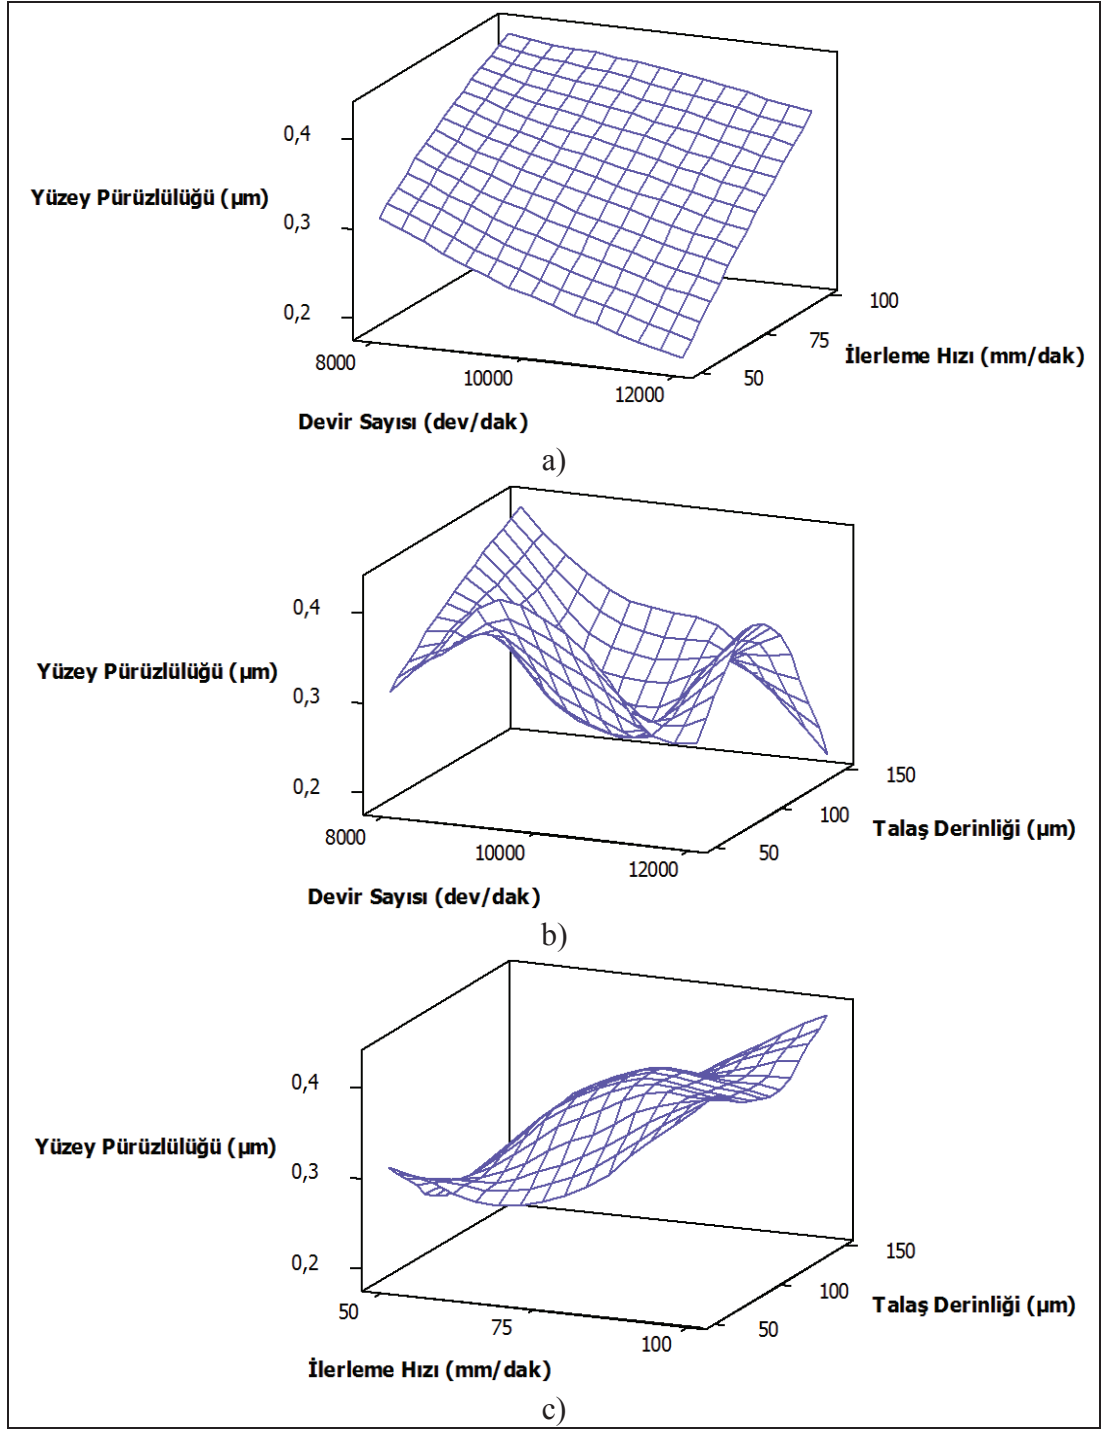 0,4
Yüzey Pürüzlülüğü (µm)
0,3
0,2
8000
10000
12000
50
75
100
İlerleme Hızı (mm/dak)
Devir Sayısı (dev/dak)
a)
0,4
Yüzey Pürüzlülüğü (µm)
0,3
0,2
8000
10000
12000
50
100
150
Talaş Derinliği (µm)
Devir Sayısı (dev/dak)
b)
0,4
Yüzey Pürüzlülüğü (µm)
0,3
0,2
50
75
100
50
100
150
Talaş Derinliği (µm)
İlerleme Hızı (mm/dak)
c)